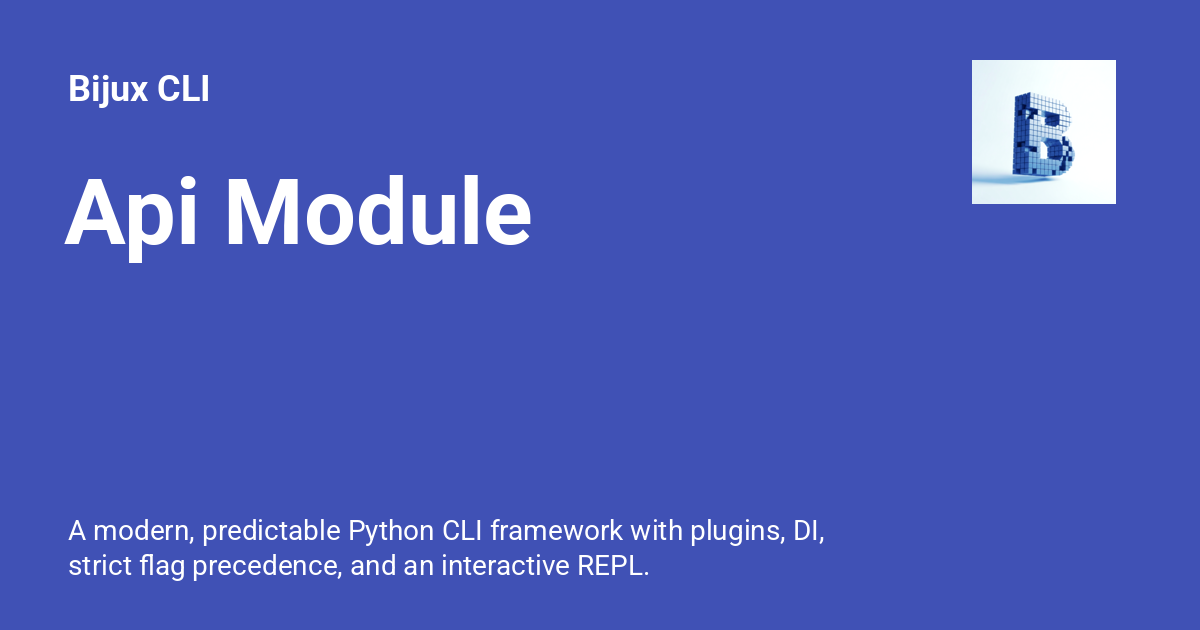 Bijux CLI
Api Module
A modern, predictable Python CLI framework with plugins, DI,
strict flag precedence, and an interactive REPL.
B